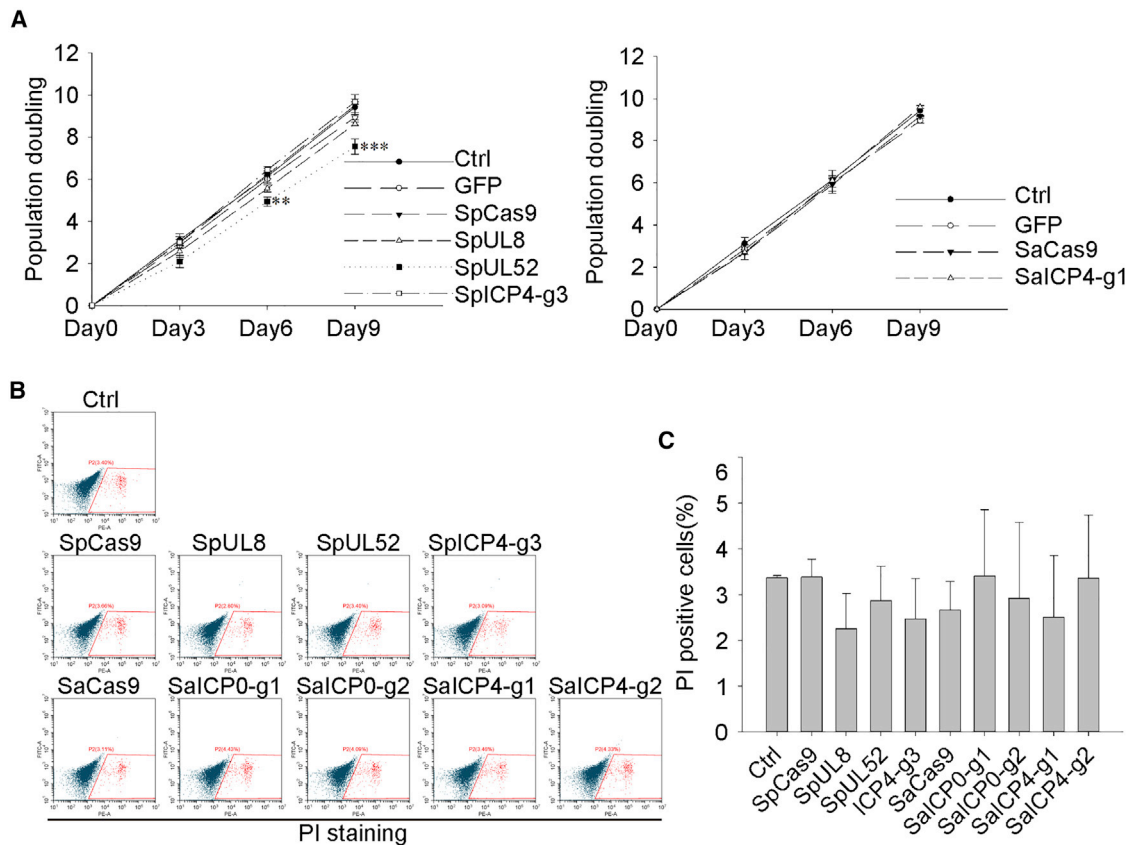 A
Population doubling
12
10
8
6
4
2
0
Day0 Day3 Day6 Day9
**
***
Ctrl
GFP
SpCas9
SpUL8
SpUL52
SpICP4-g3
Population doubling
12
10
8
6
4
2
0
Day0 Day3 Day6 Day9
Ctrl
GFP
SaCas9
SaICP4-g1
B
Ctrl
FITC-A
PE-A
SpCas9 SpUL8 SpUL52 SpICP4-g3
SaCas9 SaICP0-g1 SaICP0-g2 SaICP4-g1 SaICP4-g2
PI staining
C
PI positive cells(%)
6
5
4
3
2
1
0
Ctrl
SpCas9
SpUL8
SpUL52
ICP4-g3
SaCas9
SaICP0-g1
SaICP0-g2
SaICP4-g1
SaICP4-g2